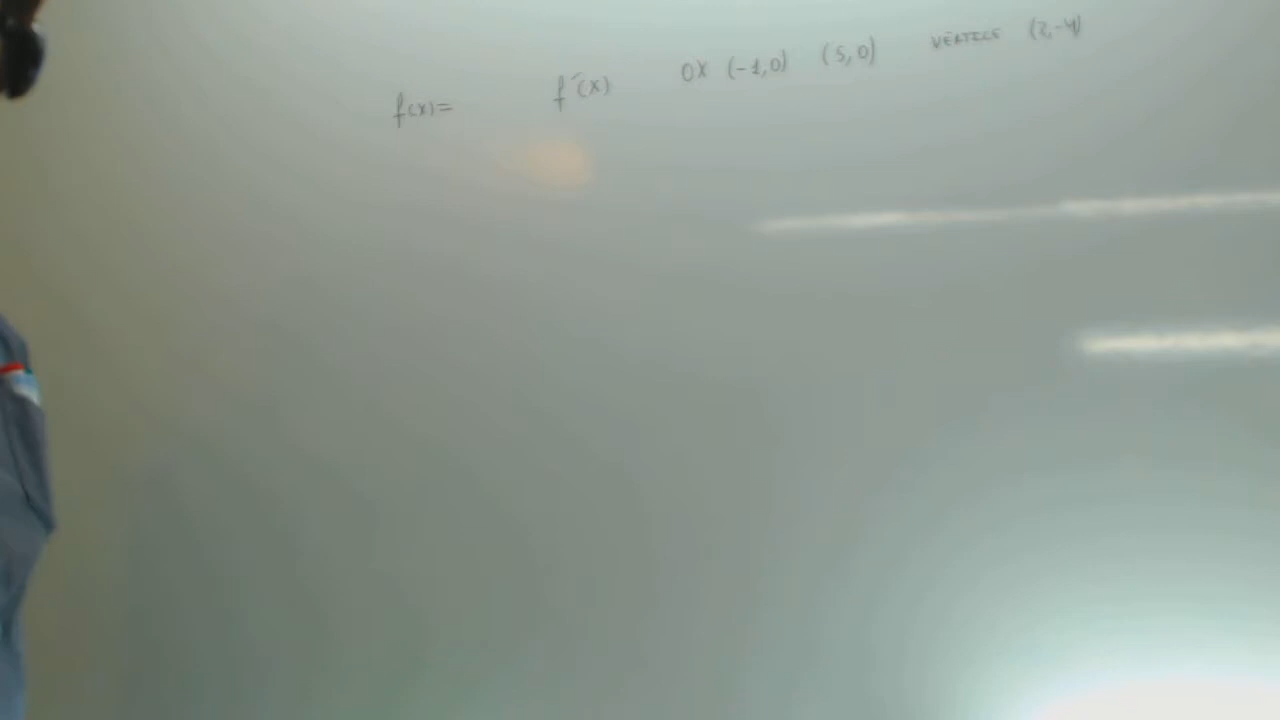 f(x)= f´(x) OX (-1,0) (5,0) VÉRTICE (2,-4)